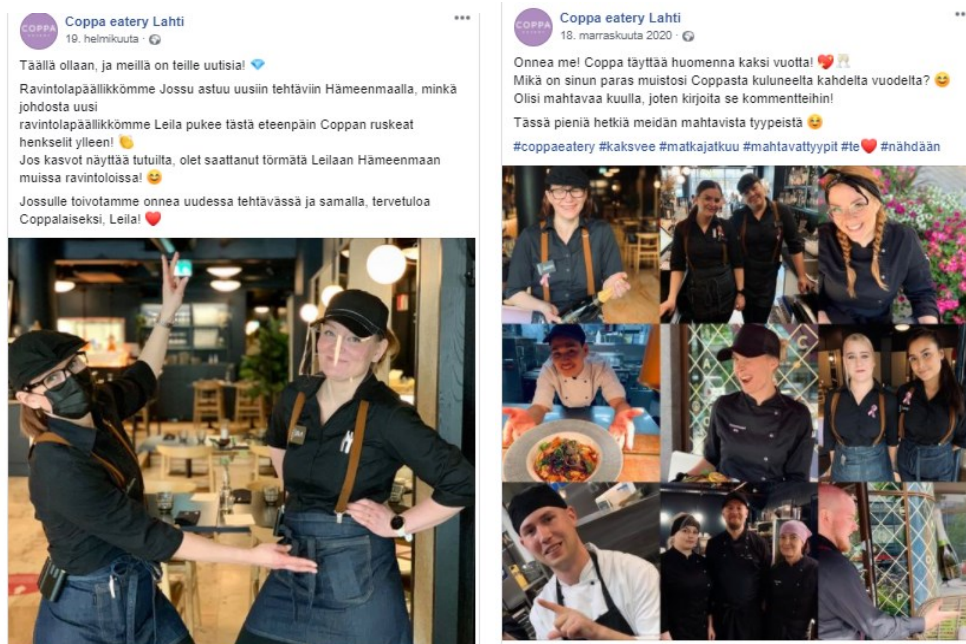 COPPA
EATERY
Coppa eatery Lahti
19. helmikuuta ·
Täällä ollaan, ja meillä on teille uutisia! 💎
Ravintolapäällikkömme Jossu astuu uusiin tehtäviin Hämeenmaalla, minkä
johdosta uusi
ravintolapäällikkömme Leila pukee tästä eteenpäin Coppan ruskeat
henkselit ylleen! 👏
Jos kasvot näyttää tutuilta, olet saattanut törmätä Leilaan Hämeenmaan
muissa ravintoloissa! 😊
Jossulle toivotamme onnea uudessa tehtävässä ja samalla, tervetuloa
Coppalaiseksi, Leila! ❤️
COPPA
EATERY
Coppa eatery Lahti
18. marraskuuta 2020 ·
Onnea me! Coppa täyttää huomenna kaksi vuotta! 💝🥂
Mikä on sinun paras muistosi Coppasta kuluneelta kahdelta vuodelta? 😊
Olisi mahtavaa kuulla, joten kirjoita se kommentteihin!
Tässä pieniä hetkiä meidän mahtavista tyypeistä 😊
#coppaeatery #kaksvee #matkajatkuu #mahtavattyypit #te❤️ #nähdään